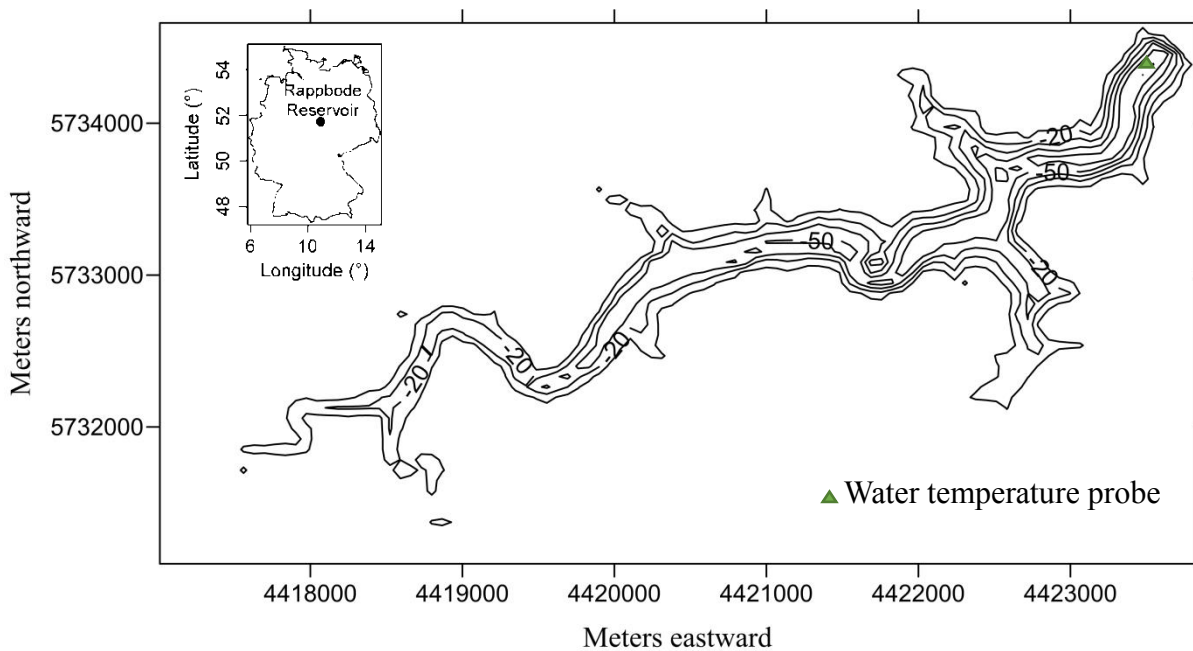 54
52
50
48
Latitude (°)
Rappbode
Reservoir
6 8 10 12 14
Longitude (°)
5734000
5733000
5732000
Meters northward
-20
-50
-50
-20
-20
-20
-20
Water temperature probe
4418000 4419000 4420000 4421000 4422000 4423000
Meters eastward